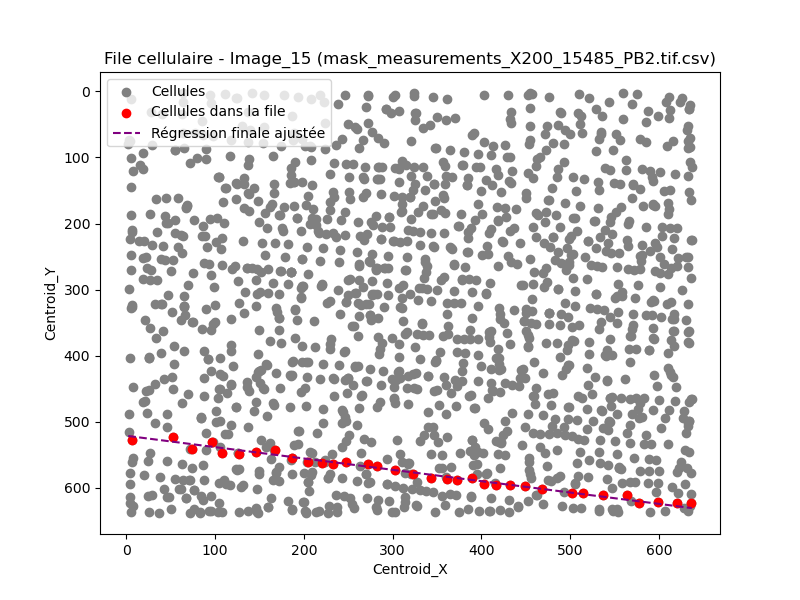 File cellulaire - Image_15 (mask_measurements_X200_15485_PB2.tif.csv)
Cellules
Cellules dans la file
Régression finale ajustée
0
100
200
300
400
500
600
Centroid_Y
0 100 200 300 400 500 600
Centroid_X